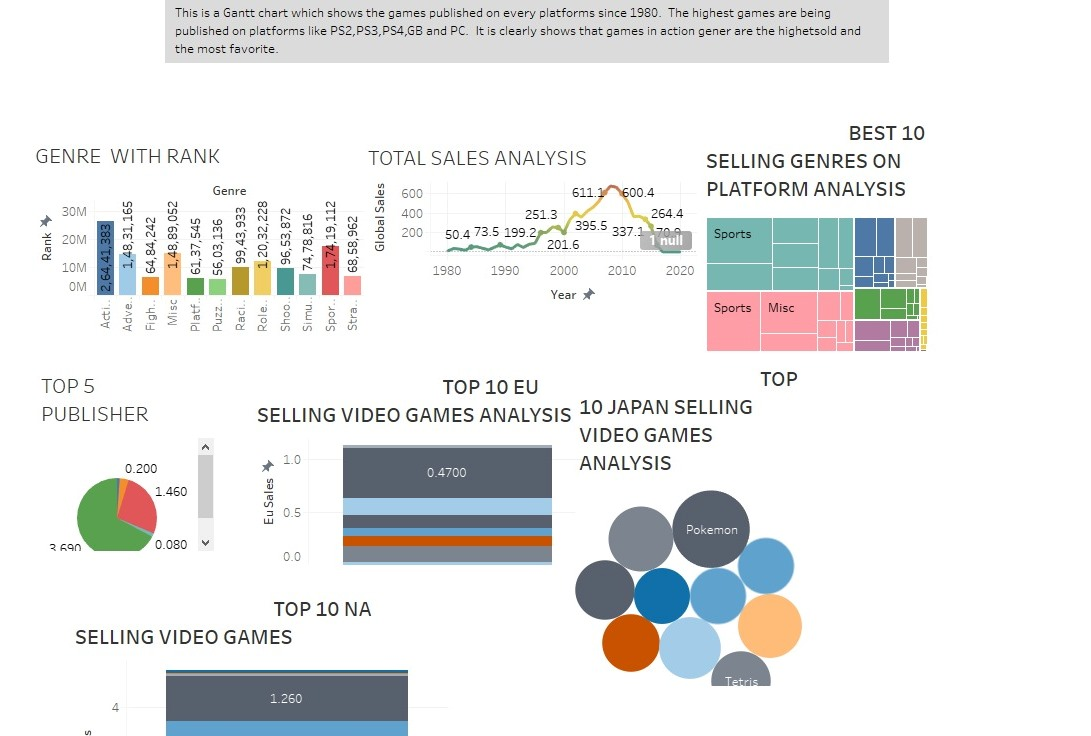 This is a Gantt chart which shows the games published on every platforms since 1980.  The highest games are being
published on platforms like PS2,PS3,PS4,GB and PC.  It is clearly shows that games in action gener are the highetsold and
the most favorite.
GENRE  WITH RANK
Genre
Rank
30M
20M
10M
0M
2,64,41,383
1,48,31,165
64,84,242
1,48,89,052
61,37,545
56,03,136
99,43,933
1,20,32,228
96,53,872
74,78,816
1,74,19,112
68,58,962
Acti..
Adve..
Figh..
Misc
Platf..
Puzz..
Raci..
Role..
Shoo..
Simu..
Spor..
Stra..
TOTAL SALES ANALYSIS
Global Sales
600
400
200
50.4
73.5
199.2
251.3
201.6
395.5
611.1
600.4
337.1
264.4
1 null
1980
1990
2000
2010
2020
Year
BEST 10
SELLING GENRES ON
PLATFORM ANALYSIS
Sports
Sports
Misc
TOP 5
PUBLISHER
0.200
1.460
0.080
3.690
TOP 10 EU
SELLING VIDEO GAMES ANALYSIS
Eu Sales
1.0
0.5
0.0
0.4700
TOP
10 JAPAN SELLING
VIDEO GAMES
ANALYSIS
Pokemon
Tetris
TOP 10 NA
SELLING VIDEO GAMES
4
1.260